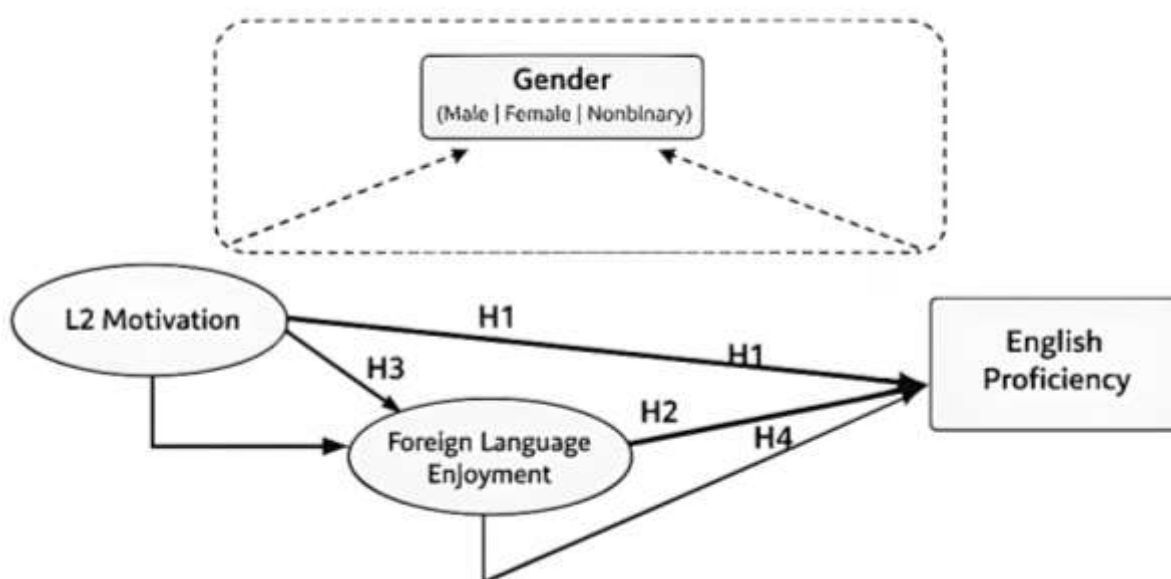 Gender
(Male | Female | Nonbinary)
L2 Motivation
H1
H1
English
Proficiency
H3
H2
H4
Foreign Language
Enjoyment